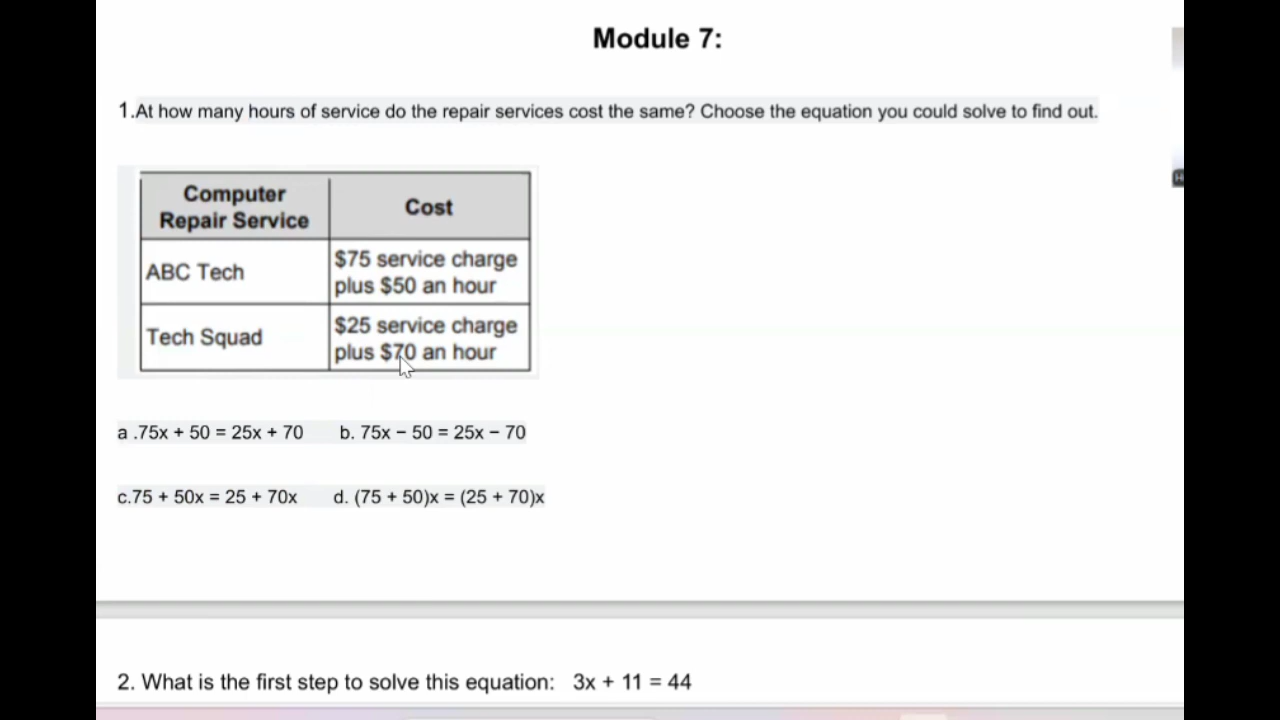 Module 7:
1.At how many hours of service do the repair services cost the same? Choose the equation you could solve to find out.
Computer
Repair Service
Cost
ABC Tech
$75 service charge
plus $50 an hour
Tech Squad
$25 service charge
plus $70 an hour
a .75x + 50 = 25x + 70 b. 75x − 50 = 25x − 70
c.75 + 50x = 25 + 70x d. (75 + 50)x = (25 + 70)x
2. What is the first step to solve this equation: 3x + 11 = 44